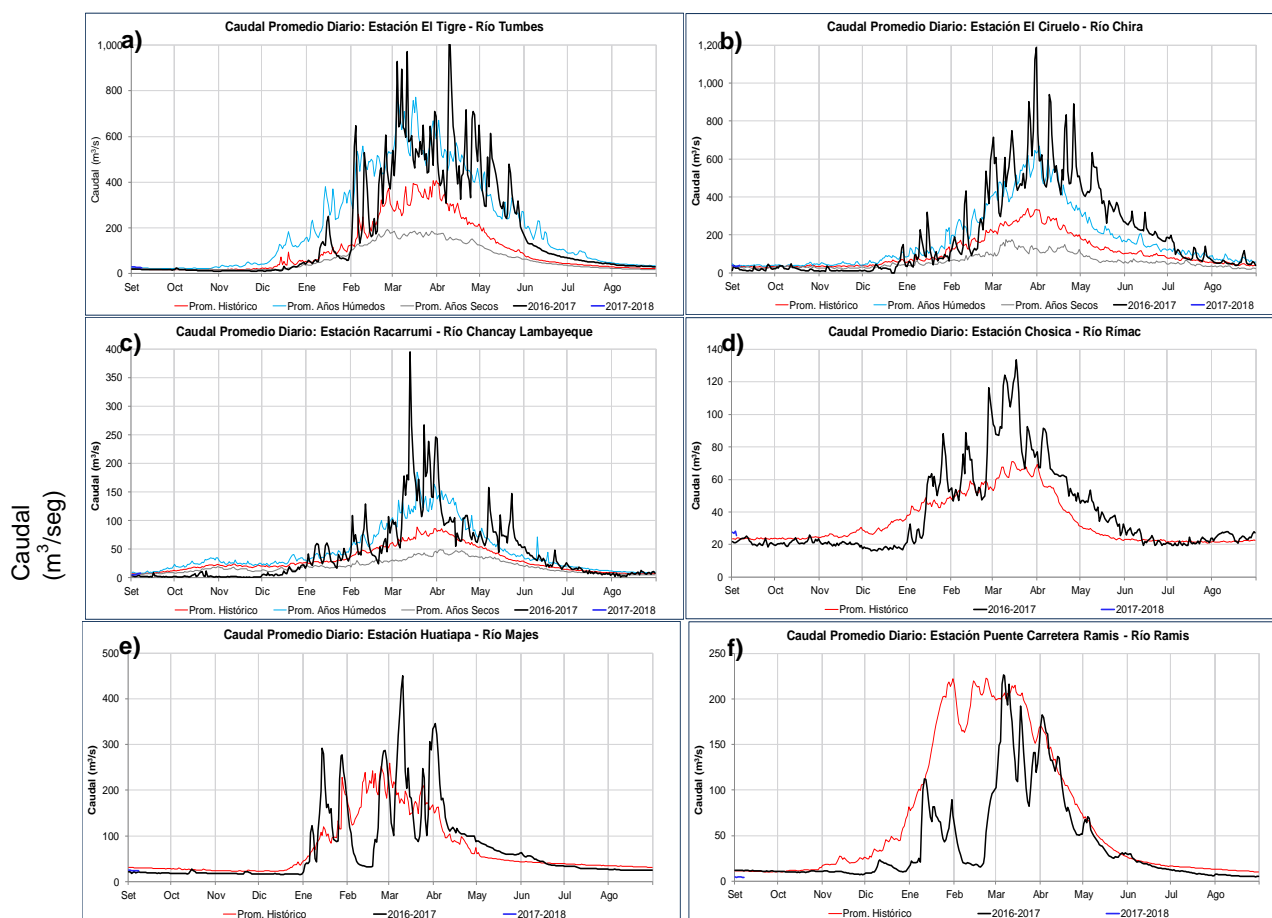 Caudal
(m³/seg)
a)
Caudal Promedio Diario: Estación El Tigre - Río Tumbes
Caudal (m³/s)
1,000
800
600
400
200
0
Set Oct Nov Dic Ene Feb Mar Abr May Jun Jul Ago
Prom. Histórico Prom. Años Húmedos Prom. Años Secos 2016-2017 2017-2018
b)
Caudal Promedio Diario: Estación El Ciruelo - Río Chira
Caudal (m³/s)
1,200
1,000
800
600
400
200
0
Set Oct Nov Dic Ene Feb Mar Abr May Jun Jul Ago
Prom. Histórico Prom. Años Húmedos Prom. Años Secos 2016-2017 2017-2018
c)
Caudal Promedio Diario: Estación Racarrumi - Río Chancay Lambayeque
Caudal (m³/s)
400
350
300
250
200
150
100
50
0
Set Oct Nov Dic Ene Feb Mar Abr May Jun Jul Ago
Prom. Histórico Prom. Años Húmedos Prom. Años Secos 2016-2017 2017-2018
d)
Caudal Promedio Diario: Estación Chosica - Río Rímac
Caudal (m³/s)
140
120
100
80
60
40
20
0
Set Oct Nov Dic Ene Feb Mar Abr May Jun Jul Ago
Prom. Histórico 2016-2017 2017-2018
e)
Caudal Promedio Diario: Estación Huatiapa - Río Majes
Caudal (m³/s)
500
400
300
200
100
0
Set Oct Nov Dic Ene Feb Mar Abr May Jun Jul Ago
Prom. Histórico 2016-2017 2017-2018
f)
Caudal Promedio Diario: Estación Puente Carretera Ramis - Río Ramis
Caudal (m³/s)
250
200
150
100
50
0
Set Oct Nov Dic Ene Feb Mar Abr May Jun Jul Ago
Prom. Histórico 2016-2017 2017-2018